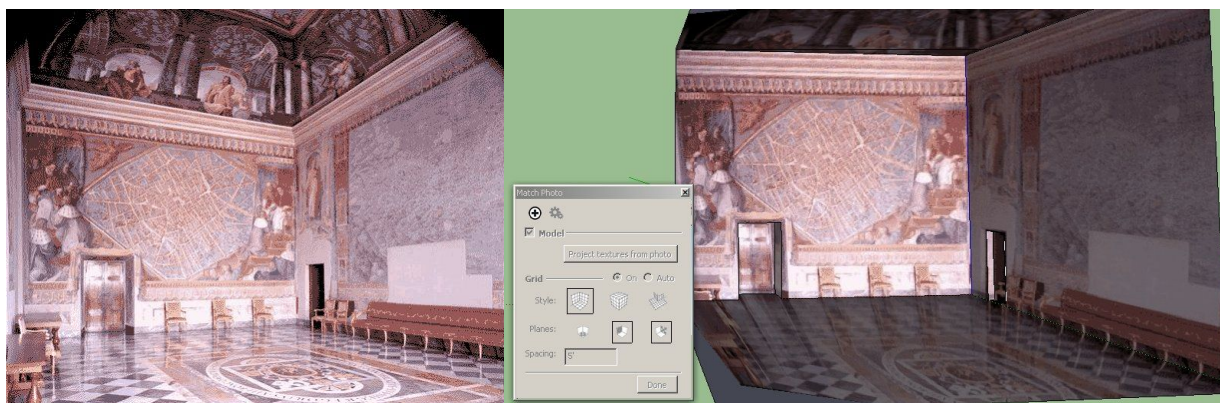 Match Photo
Model
Project textures from photo
Grid On Auto
Style:
Planes:
Spacing: 5'
Done